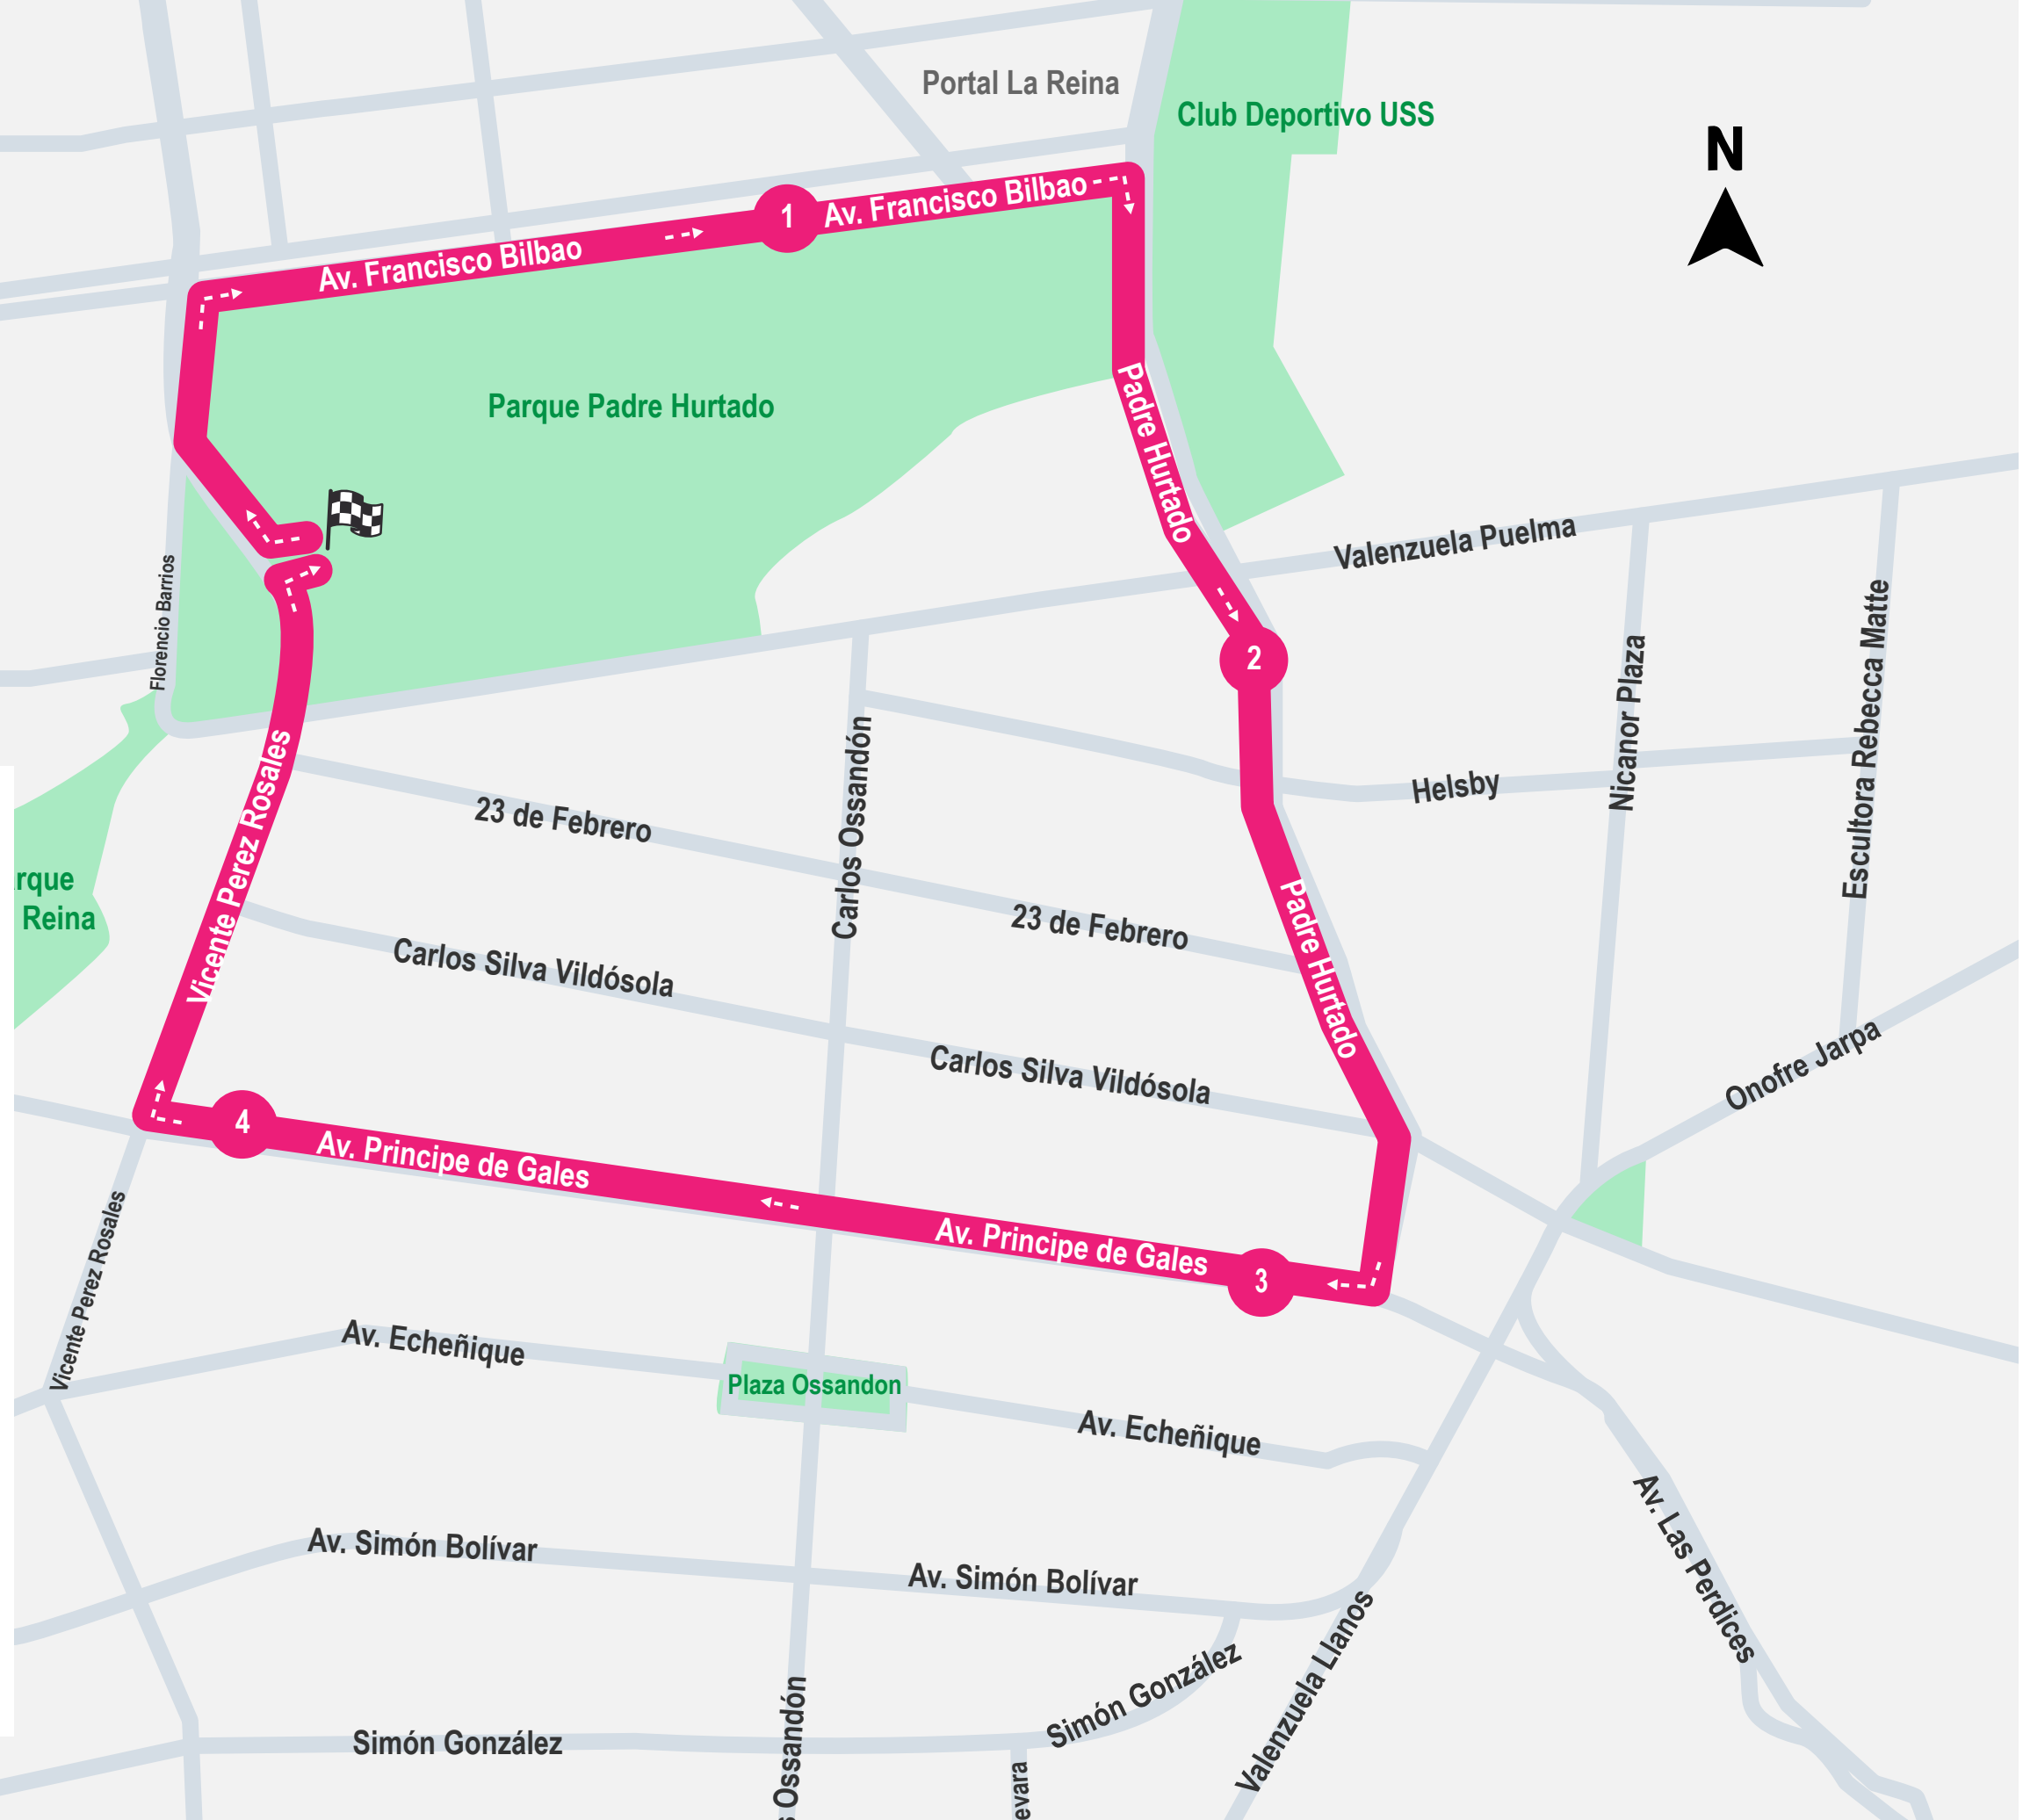 Portal La Reina
Club Deportivo USS
N
1
Av. Francisco Bilbao
Av. Francisco Bilbao
Parque Padre Hurtado
Padre Hurtado
Valenzuela Puelma
Florencio Barrios
2
Nicanor Plaza
Escultora Rebecca Matte
Vicente Perez Rosales
Carlos Ossandón
Helsby
23 de Febrero
23 de Febrero
rque
Reina
Padre Hurtado
Carlos Silva Vildósola
Carlos Silva Vildósola
Onofre Jarpa
4
Av. Principe de Gales
Av. Principe de Gales
3
Vicente Perez Rosales
Av. Echeñique
Plaza Ossandon
Av. Echeñique
Av. Las Perdices
Av. Simón Bolívar
Av. Simón Bolívar
Valenzuela Llanos
Simón González
Simón González
s Ossandón
evara